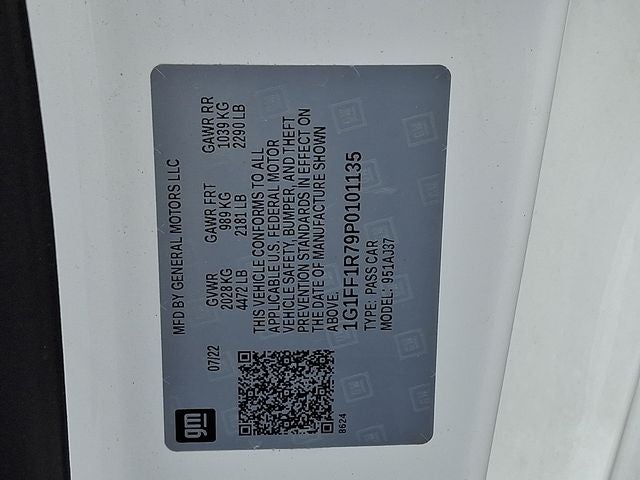 gm
MFD BY GENERAL MOTORS LLC
07/22
GVWR GAWR FRT GAWR RR
2028 KG 989 KG 1039 KG
4472 LB 2181 LB 2290 LB
THIS VEHICLE CONFORMS TO ALL
APPLICABLE U.S. FEDERAL MOTOR
VEHICLE SAFETY, BUMPER, AND THEFT
PREVENTION STANDARDS IN EFFECT ON
THE DATE OF MANUFACTURE SHOWN
ABOVE.
1G1FF1R79P0101135
TYPE: PASS CAR
MODEL: 951AJ37
8624